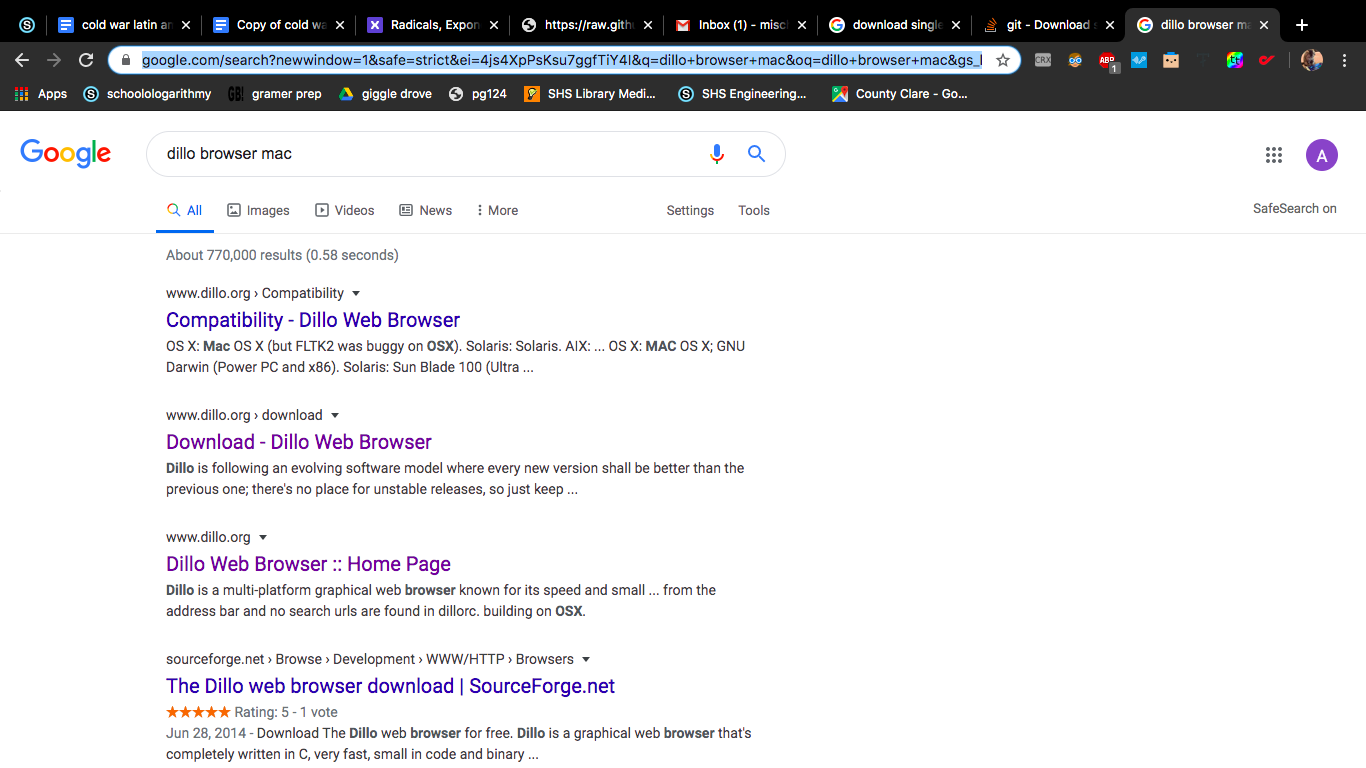 cold war latin an
Copy of cold wa
Radicals, Expon
https://raw.gith
Inbox (1) - misch
download single
git - Download s
dillo browser ma
google.com/search?newwindow=1&safe=strict&ei=4js4XpPsKsu7ggfTiY4I&q=dillo+browser+mac&oq=dillo+browser+mac&gs_l
CRX
ABP
1
Apps
schoolologarithmy
GB!
gramer prep
giggle drove
pg124
SHS Library Medi...
SHS Engineering...
County Clare - Go...
Google
dillo browser mac
A
All
Images
Videos
News
More
Settings
Tools
SafeSearch on
About 770,000 results (0.58 seconds)
www.dillo.org › Compatibility
Compatibility - Dillo Web Browser
OS X: Mac OS X (but FLTK2 was buggy on OSX). Solaris: Solaris. AIX: ... OS X: MAC OS X; GNU
Darwin (Power PC and x86). Solaris: Sun Blade 100 (Ultra ...
www.dillo.org › download
Download - Dillo Web Browser
Dillo is following an evolving software model where every new version shall be better than the
previous one; there's no place for unstable releases, so just keep ...
www.dillo.org
Dillo Web Browser :: Home Page
Dillo is a multi-platform graphical web browser known for its speed and small ... from the
address bar and no search urls are found in dillorc. building on OSX.
sourceforge.net › Browse › Development › WWW/HTTP › Browsers
The Dillo web browser download | SourceForge.net
Rating: 5 - 1 vote
Jun 28, 2014 - Download The Dillo web browser for free. Dillo is a graphical web browser that's
completely written in C, very fast, small in code and binary ...